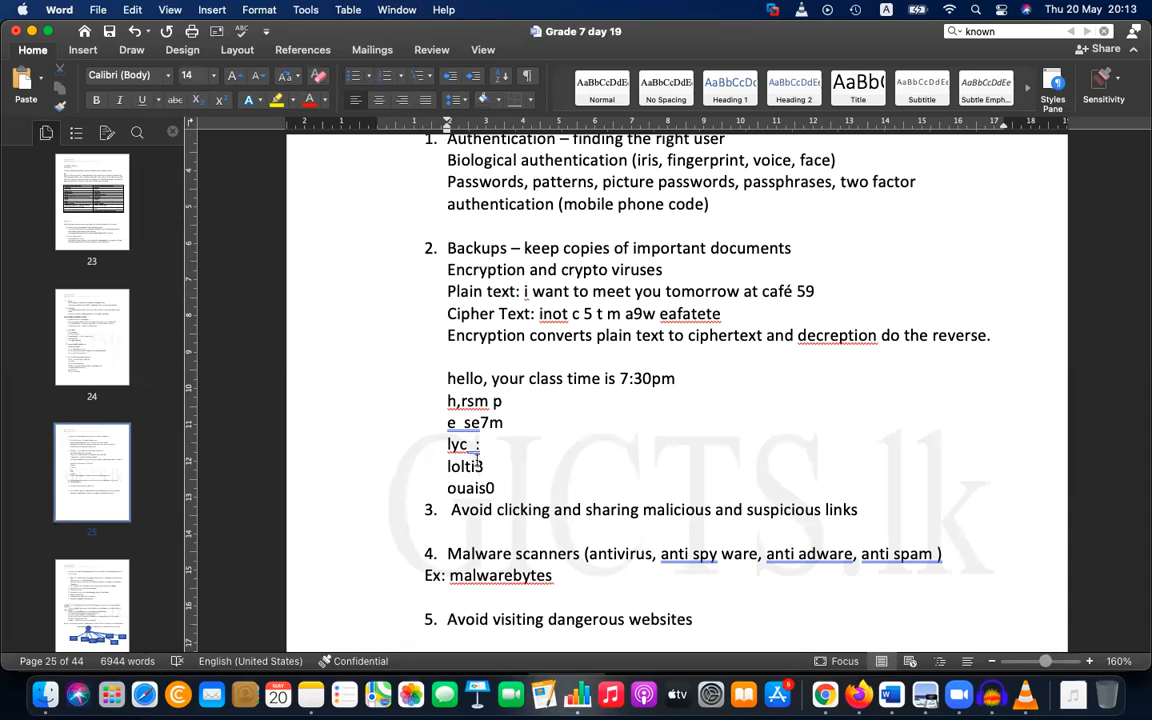 Word File Edit View Insert Format Tools Table Window Help A Thu 20 May 20:13
Grade 7 day 19 known
Home Insert Draw Design Layout References Mailings Review View Share
Paste Calibri (Body) 14 Normal No Spacing Heading 1 Heading 2 Title Subtitle Subtle Emph... Styles Pane Sensitivity
1. Authentication – finding the right user
Biological authentication (iris, fingerprint, voice, face)
Passwords, patterns, picture passwords, passphrases, two factor
authentication (mobile phone code)
2. Backups – keep copies of important documents
Encryption and crypto viruses
Plain text: i want to meet you tomorrow at café 59
Cipher Text: inot c 5 t m a9w eafatete
Encryption converts plain text to ciphertext and decreption do the reverse.
hello, your class time is 7:30pm
h,rsm p
e se7m
lyc :
lolti3
ouais0
3. Avoid clicking and sharing malicious and suspicious links
4. Malware scanners (antivirus, anti spy ware, anti adware, anti spam )
Ex: malwarebytes
5. Avoid visiting dangerous websites
GCTS.lk
23
24
25
Page 25 of 44 6944 words English (United States) Confidential Focus 160%